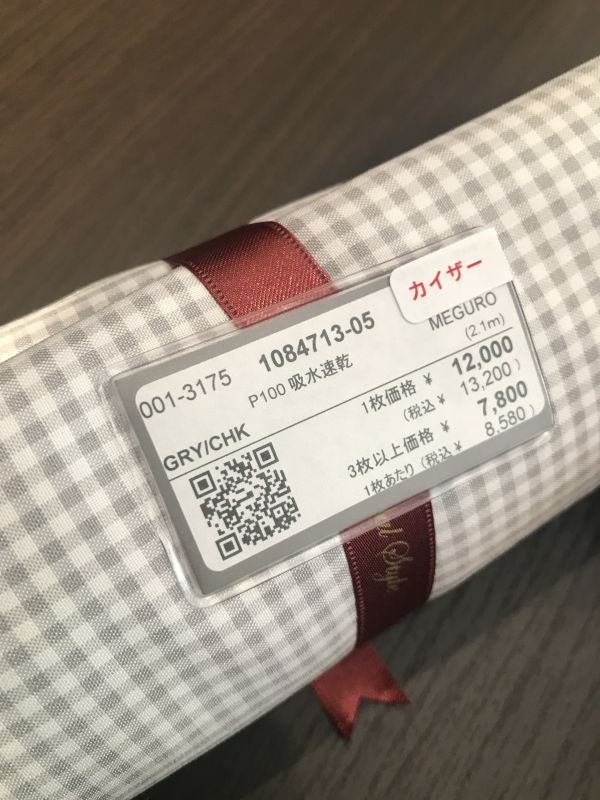 カイザー
001-3175 1084713-05 MEGURO
P100 吸水速乾 (2.1m)
GRY/CHK 1枚価格 ¥ 12,000
(税込 ¥ 13,200)
3枚以上価格 ¥ 7,800
1枚あたり (税込 ¥ 8,580)
Style